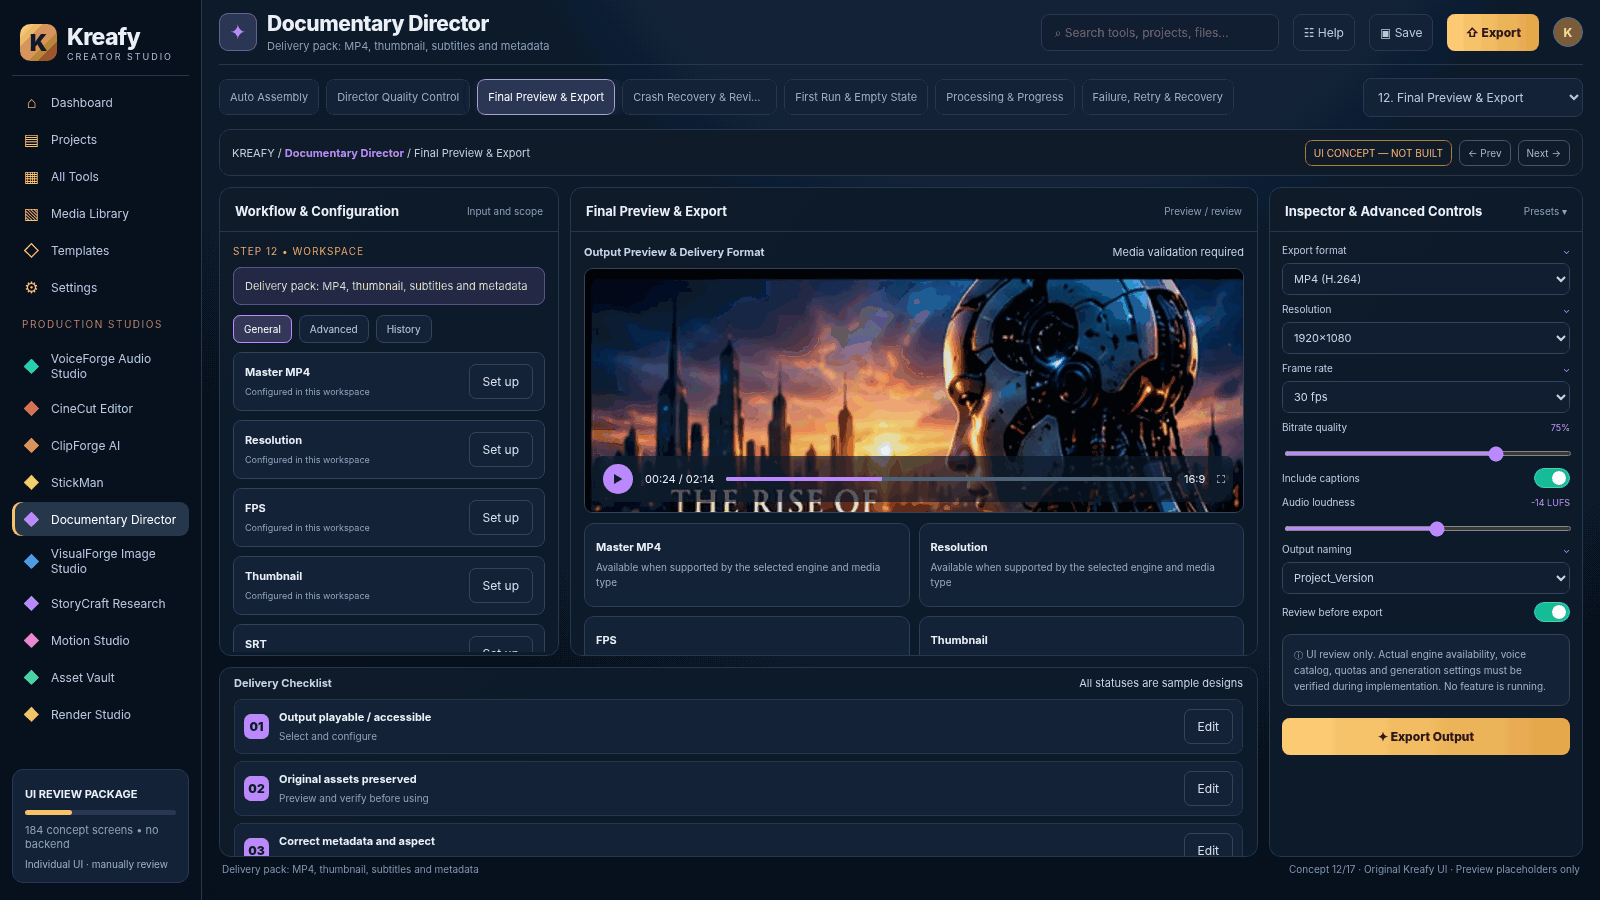 K
Kreafy
CREATOR STUDIO
Dashboard
Projects
All Tools
Media Library
Templates
Settings
PRODUCTION STUDIOS
VoiceForge Audio
Studio
CineCut Editor
ClipForge AI
StickMan
Documentary Director
VisualForge Image
Studio
StoryCraft Research
Motion Studio
Asset Vault
Render Studio
UI REVIEW PACKAGE
184 concept screens • no
backend
Individual UI · manually review
Documentary Director
Delivery pack: MP4, thumbnail, subtitles and metadata
Search tools, projects, files...
Help
Save
Export
K
Auto Assembly
Director Quality Control
Final Preview & Export
Crash Recovery & Revi...
First Run & Empty State
Processing & Progress
Failure, Retry & Recovery
12. Final Preview & Export
KREAFY / Documentary Director / Final Preview & Export
UI CONCEPT — NOT BUILT
← Prev
Next →
Workflow & Configuration
Input and scope
STEP 12 • WORKSPACE
Delivery pack: MP4, thumbnail, subtitles and metadata
General
Advanced
History
Master MP4
Configured in this workspace
Set up
Resolution
Configured in this workspace
Set up
FPS
Configured in this workspace
Set up
Thumbnail
Configured in this workspace
Set up
SRT
Set up
Final Preview & Export
Preview / review
Output Preview & Delivery Format
Media validation required
00:24 / 02:14
16:9
THE RISE OF
Master MP4
Available when supported by the selected engine and media
type
Resolution
Available when supported by the selected engine and media
type
FPS
Thumbnail
Delivery Checklist
All statuses are sample designs
01
Output playable / accessible
Select and configure
Edit
02
Original assets preserved
Preview and verify before using
Edit
03
Correct metadata and aspect
Edit
Inspector & Advanced Controls
Presets ▾
Export format
MP4 (H.264)
Resolution
1920×1080
Frame rate
30 fps
Bitrate quality
75%
Include captions
Audio loudness
-14 LUFS
Output naming
Project_Version
Review before export
ⓘ UI review only. Actual engine availability, voice
catalog, quotas and generation settings must be
verified during implementation. No feature is running.
✦ Export Output
Delivery pack: MP4, thumbnail, subtitles and metadata
Concept 12/17 · Original Kreafy UI · Preview placeholders only